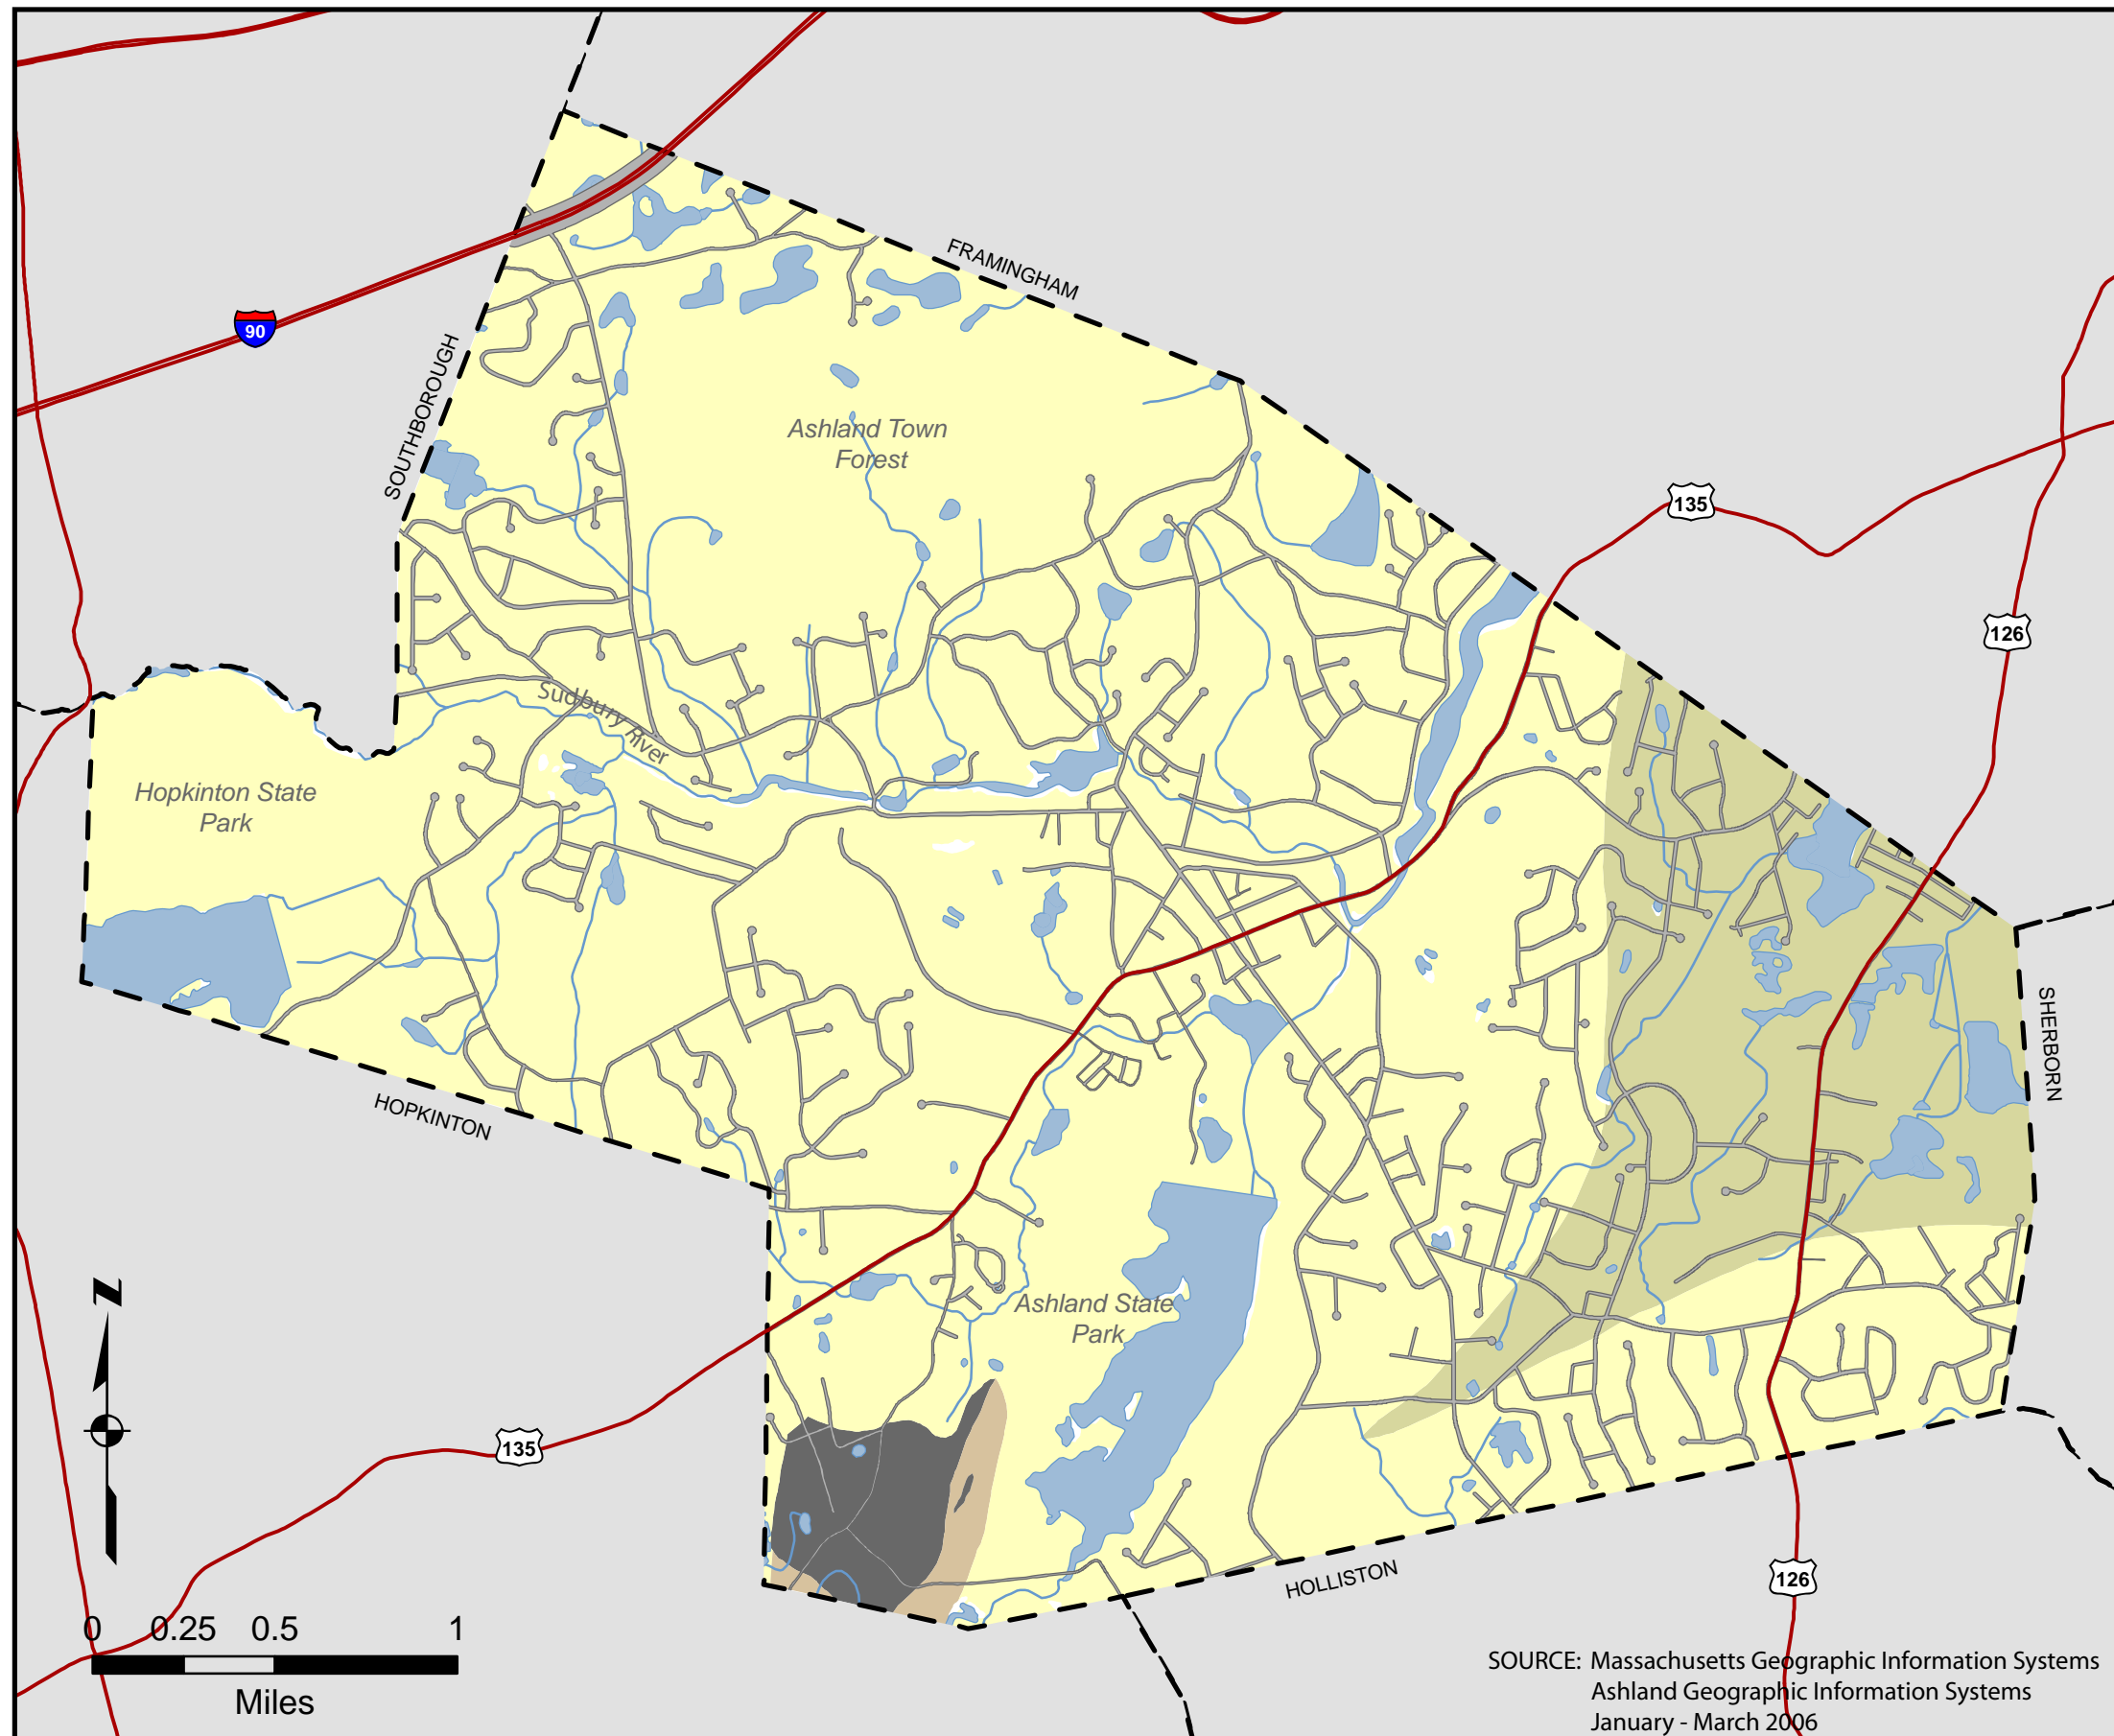 FRAMINGHAM
90
SOUTHBOROUGH
Ashland Town
Forest
135
126
Sudbury River
Hopkinton State
Park
SHERBORN
HOPKINTON
N
Ashland State
Park
135
HOLLISTON
126
0 0.25 0.5 1
Miles
SOURCE: Massachusetts Geographic Information Systems
Ashland Geographic Information Systems
January - March 2006